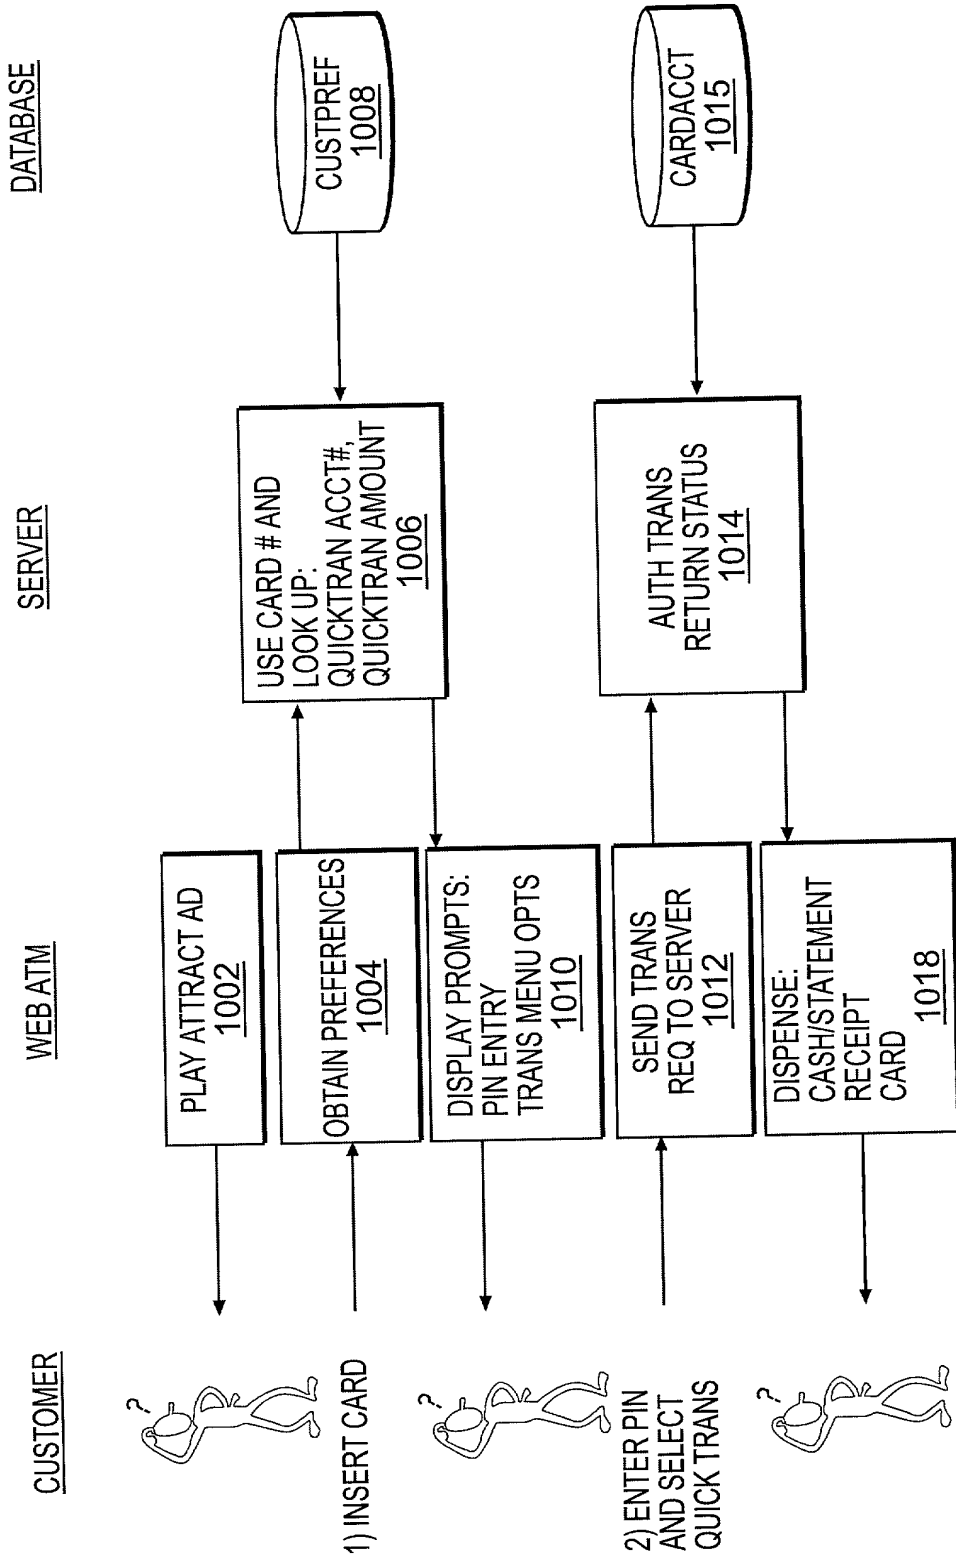 CUSTOMER
WEB ATM
SERVER
DATABASE
?
PLAY ATTRACT AD
1002
1) INSERT CARD
OBTAIN PREFERENCES
1004
USE CARD # AND
LOOK UP:
QUICKTRAN ACCT#,
QUICKTRAN AMOUNT
1006
CUSTPREF
1008
?
DISPLAY PROMPTS:
PIN ENTRY
TRANS MENU OPTS
1010
2) ENTER PIN
AND SELECT
QUICK TRANS
SEND TRANS
REQ TO SERVER
1012
AUTH TRANS
RETURN STATUS
1014
CARDACCT
1015
?
DISPENSE:
CASH/STATEMENT
RECEIPT
CARD
1018